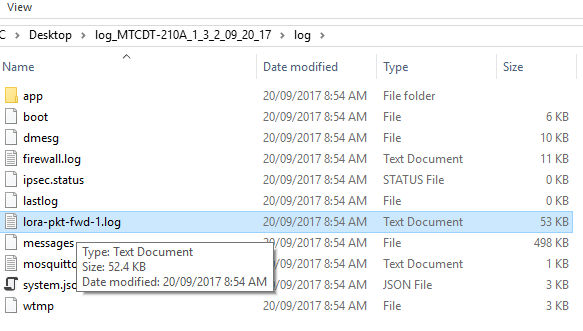 View
C > Desktop > log_MTCDT-210A_1_3_2_09_20_17 > log >
Name Date modified Type Size
app 20/09/2017 8:54 AM File folder
boot 20/09/2017 8:54 AM File 6 KB
dmesg 20/09/2017 8:54 AM File 10 KB
firewall.log 20/09/2017 8:54 AM Text Document 11 KB
ipsec.status 20/09/2017 8:54 AM STATUS File 0 KB
lastlog 20/09/2017 8:54 AM File 0 KB
lora-pkt-fwd-1.log 20/09/2017 8:54 AM Text Document 53 KB
messages 20/09/2017 8:54 AM File 498 KB
Type: Text Document
Size: 52.4 KB
Date modified: 20/09/2017 8:54 AM
mosquitto Text Document 1 KB
system.jso JSON File 3 KB
wtmp 20/09/2017 8:54 AM File 3 KB